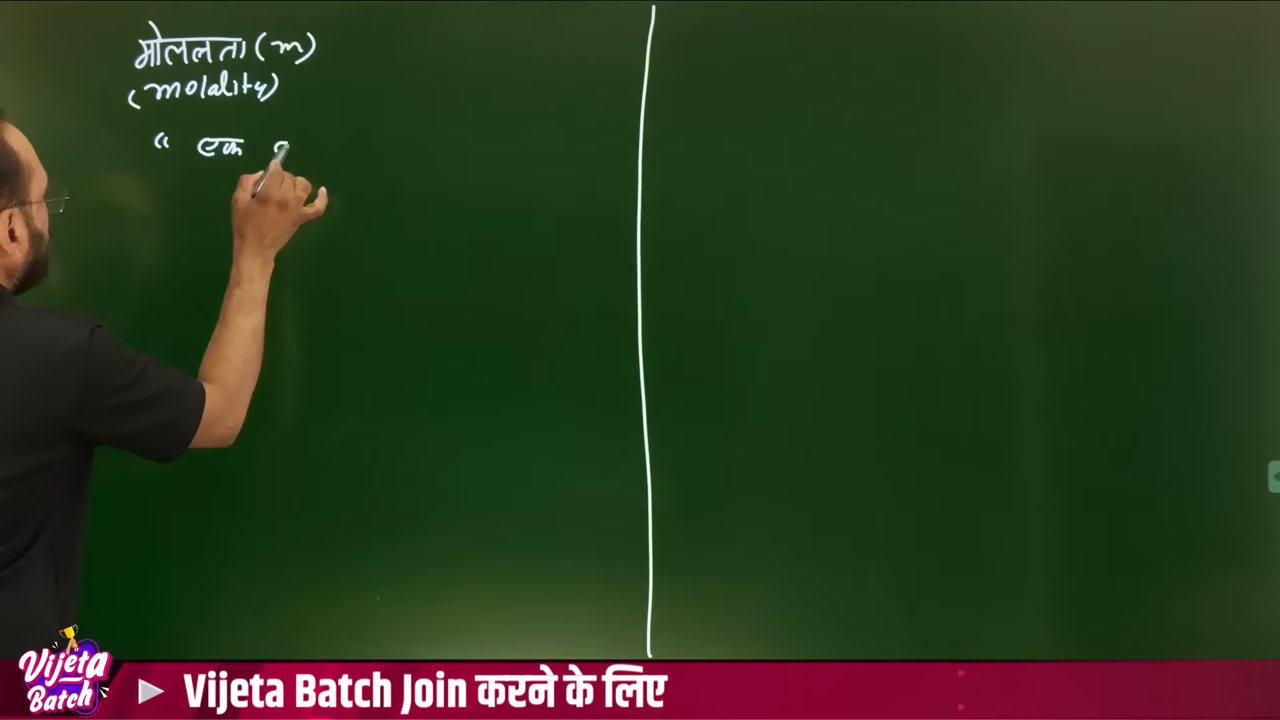 मोललता (m)
(molality)
“ एक
Vijeta Batch
Vijeta Batch Join करने के लिए